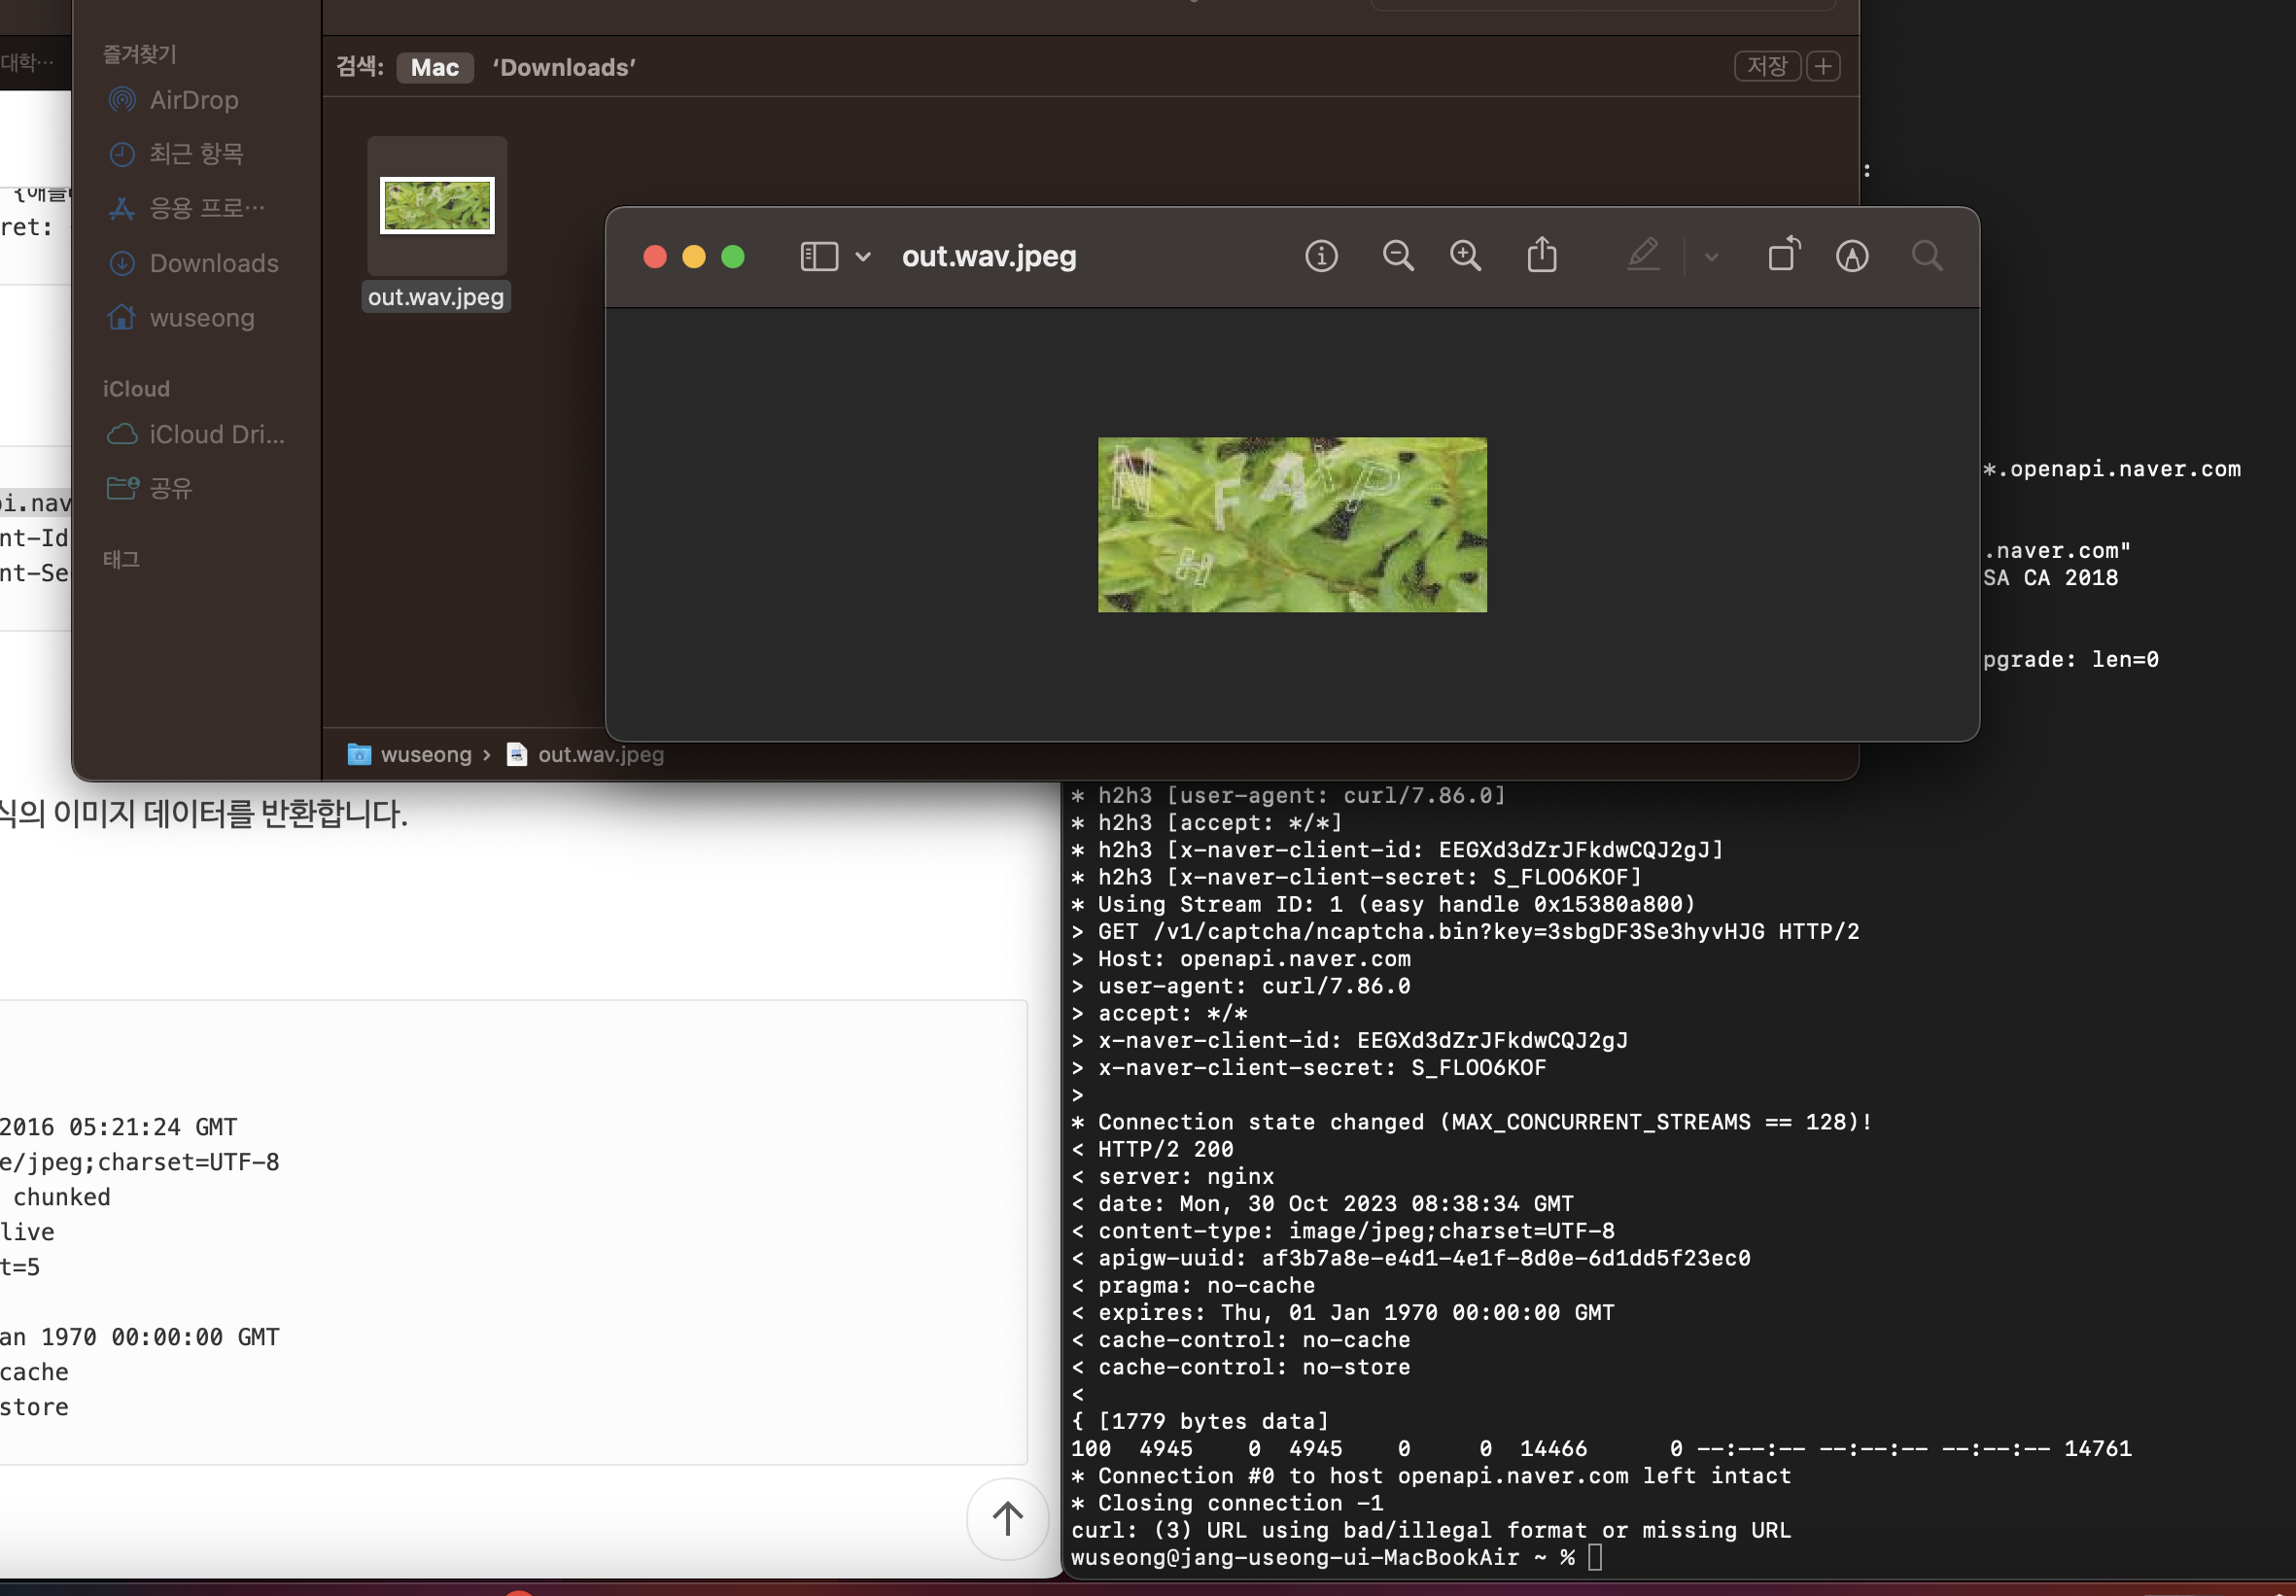 대학…
즐겨찾기
AirDrop
최근 항목
응용 프로…
Downloads
wuseong
iCloud
iCloud Dri…
공유
태그
검색: Mac ‘Downloads’ 저장
out.wav.jpeg
wuseong › out.wav.jpeg
out.wav.jpeg
N F A P
H
ret:
pi.nav
nt-Id
nt-Se
식의 이미지 데이터를 반환합니다.
2016 05:21:24 GMT
e/jpeg;charset=UTF-8
chunked
live
t=5
an 1970 00:00:00 GMT
cache
store
:
*.openapi.naver.com
.naver.com"
SA CA 2018
pgrade: len=0
* h2h3 [user-agent: curl/7.86.0]
* h2h3 [accept: */*]
* h2h3 [x-naver-client-id: EEGXd3dZrJFkdwCQJ2gJ]
* h2h3 [x-naver-client-secret: S_FLOO6KOF]
* Using Stream ID: 1 (easy handle 0x15380a800)
> GET /v1/captcha/ncaptcha.bin?key=3sbgDF3Se3hyvHJG HTTP/2
> Host: openapi.naver.com
> user-agent: curl/7.86.0
> accept: */*
> x-naver-client-id: EEGXd3dZrJFkdwCQJ2gJ
> x-naver-client-secret: S_FLOO6KOF
>
* Connection state changed (MAX_CONCURRENT_STREAMS == 128)!
< HTTP/2 200
< server: nginx
< date: Mon, 30 Oct 2023 08:38:34 GMT
< content-type: image/jpeg;charset=UTF-8
< apigw-uuid: af3b7a8e-e4d1-4e1f-8d0e-6d1dd5f23ec0
< pragma: no-cache
< expires: Thu, 01 Jan 1970 00:00:00 GMT
< cache-control: no-cache
< cache-control: no-store
<
{ [1779 bytes data]
100  4945    0  4945    0     0  14466      0 --:--:-- --:--:-- --:--:-- 14761
* Connection #0 to host openapi.naver.com left intact
* Closing connection -1
curl: (3) URL using bad/illegal format or missing URL
wuseong@jang-useong-ui-MacBookAir ~ %